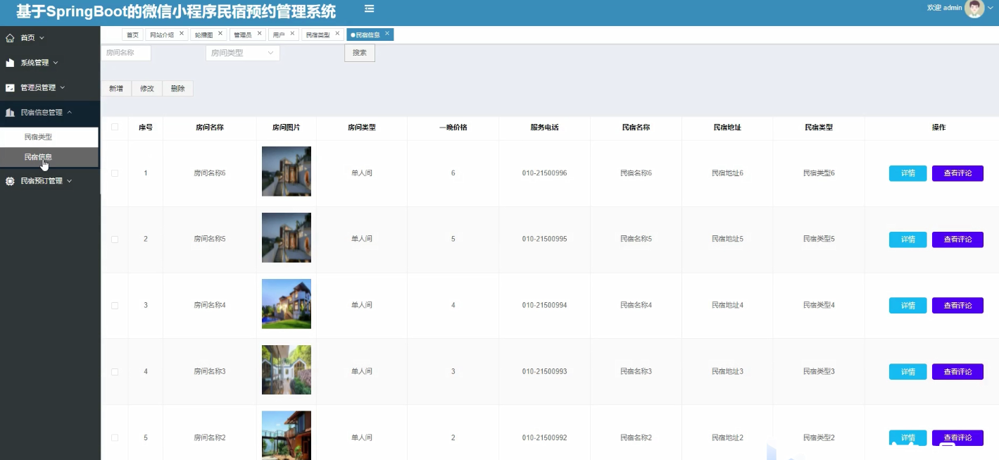 基于SpringBoot的微信小程序民宿预约管理系统
欢迎 admin
首页
系统管理
管理员管理
民宿信息管理
民宿类型
民宿信息
民宿预订管理
首页 网站介绍 轮播图 管理员 用户 民宿类型 民宿信息
房间名称 房间类型 搜索
新增 修改 删除
序号 房间名称 房间图片 房间类型 一晚价格 服务电话 民宿名称 民宿地址 民宿类型 操作
1 房间名称6 单人间 6 010-21500996 民宿名称6 民宿地址6 民宿类型6 详情 查看评论
2 房间名称5 单人间 5 010-21500995 民宿名称5 民宿地址5 民宿类型5 详情 查看评论
3 房间名称4 单人间 4 010-21500994 民宿名称4 民宿地址4 民宿类型4 详情 查看评论
4 房间名称3 单人间 3 010-21500993 民宿名称3 民宿地址3 民宿类型3 详情 查看评论
5 房间名称2 单人间 2 010-21500992 民宿名称2 民宿地址2 民宿类型2 详情 查看评论